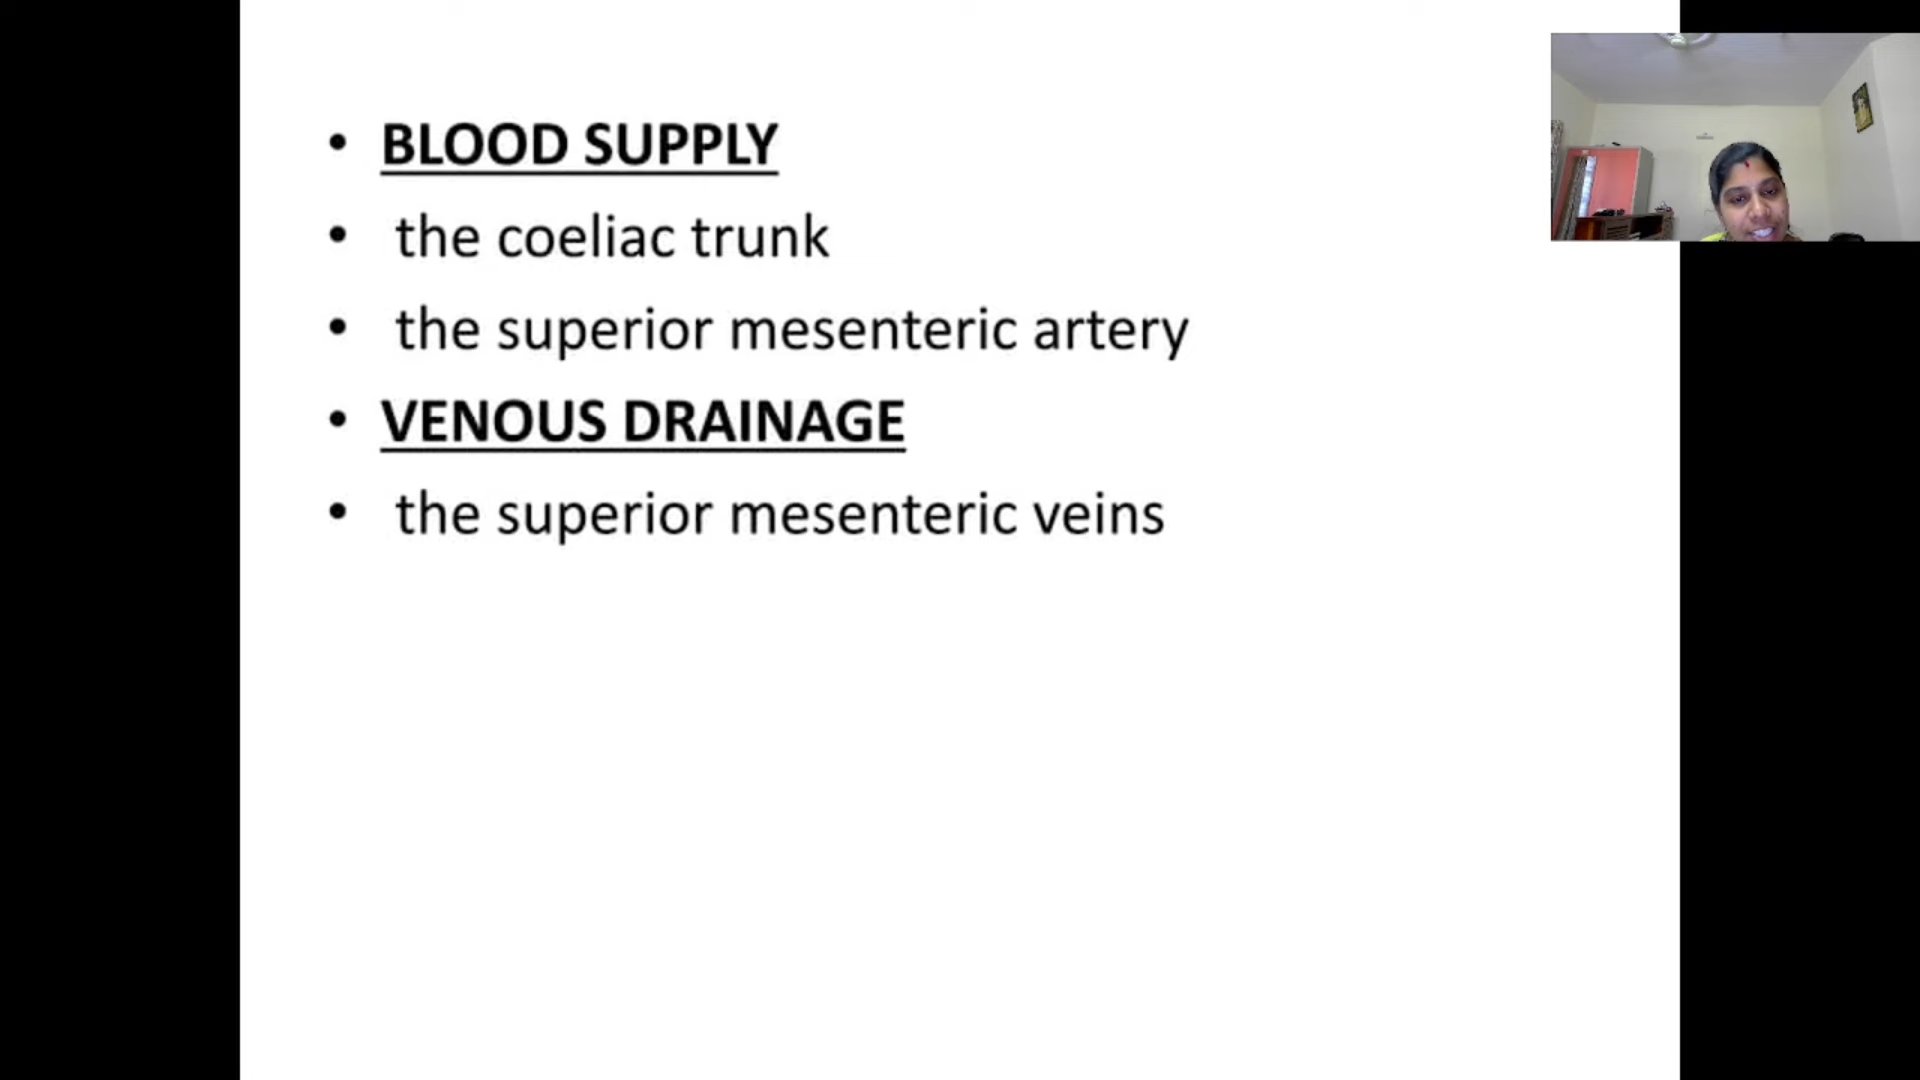 • BLOOD SUPPLY
• the coeliac trunk
• the superior mesenteric artery
• VENOUS DRAINAGE
• the superior mesenteric veins